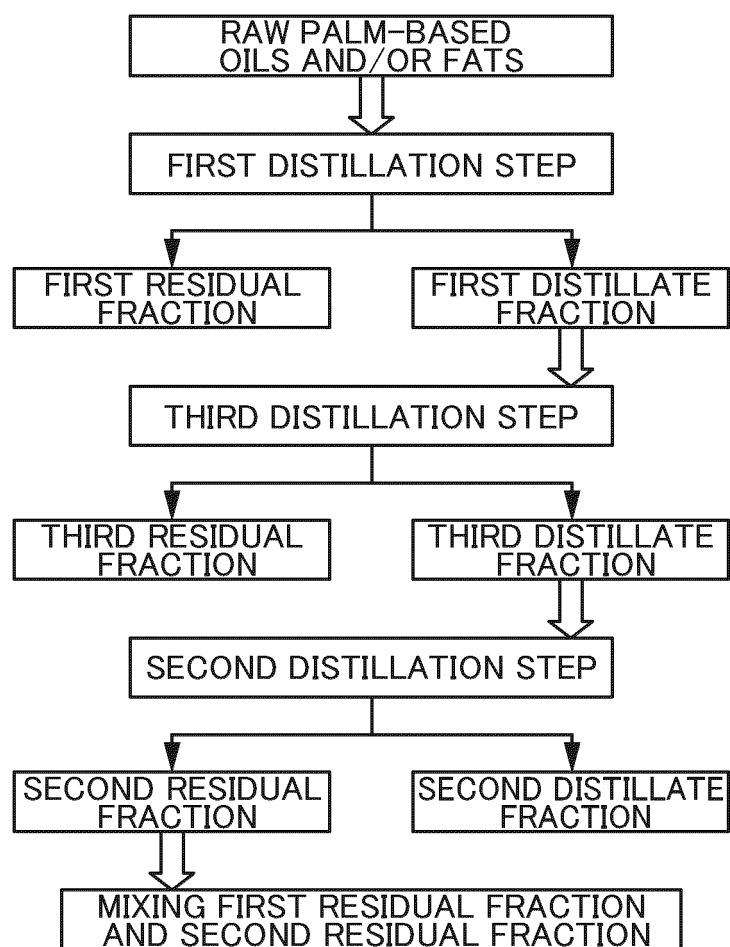 RAW PALM-BASED
OILS AND/OR FATS
FIRST DISTILLATION STEP
FIRST RESIDUAL
FRACTION
FIRST DISTILLATE
FRACTION
THIRD DISTILLATION STEP
THIRD RESIDUAL
FRACTION
THIRD DISTILLATE
FRACTION
SECOND DISTILLATION STEP
SECOND RESIDUAL
FRACTION
SECOND DISTILLATE
FRACTION
MIXING FIRST RESIDUAL FRACTION
AND SECOND RESIDUAL FRACTION